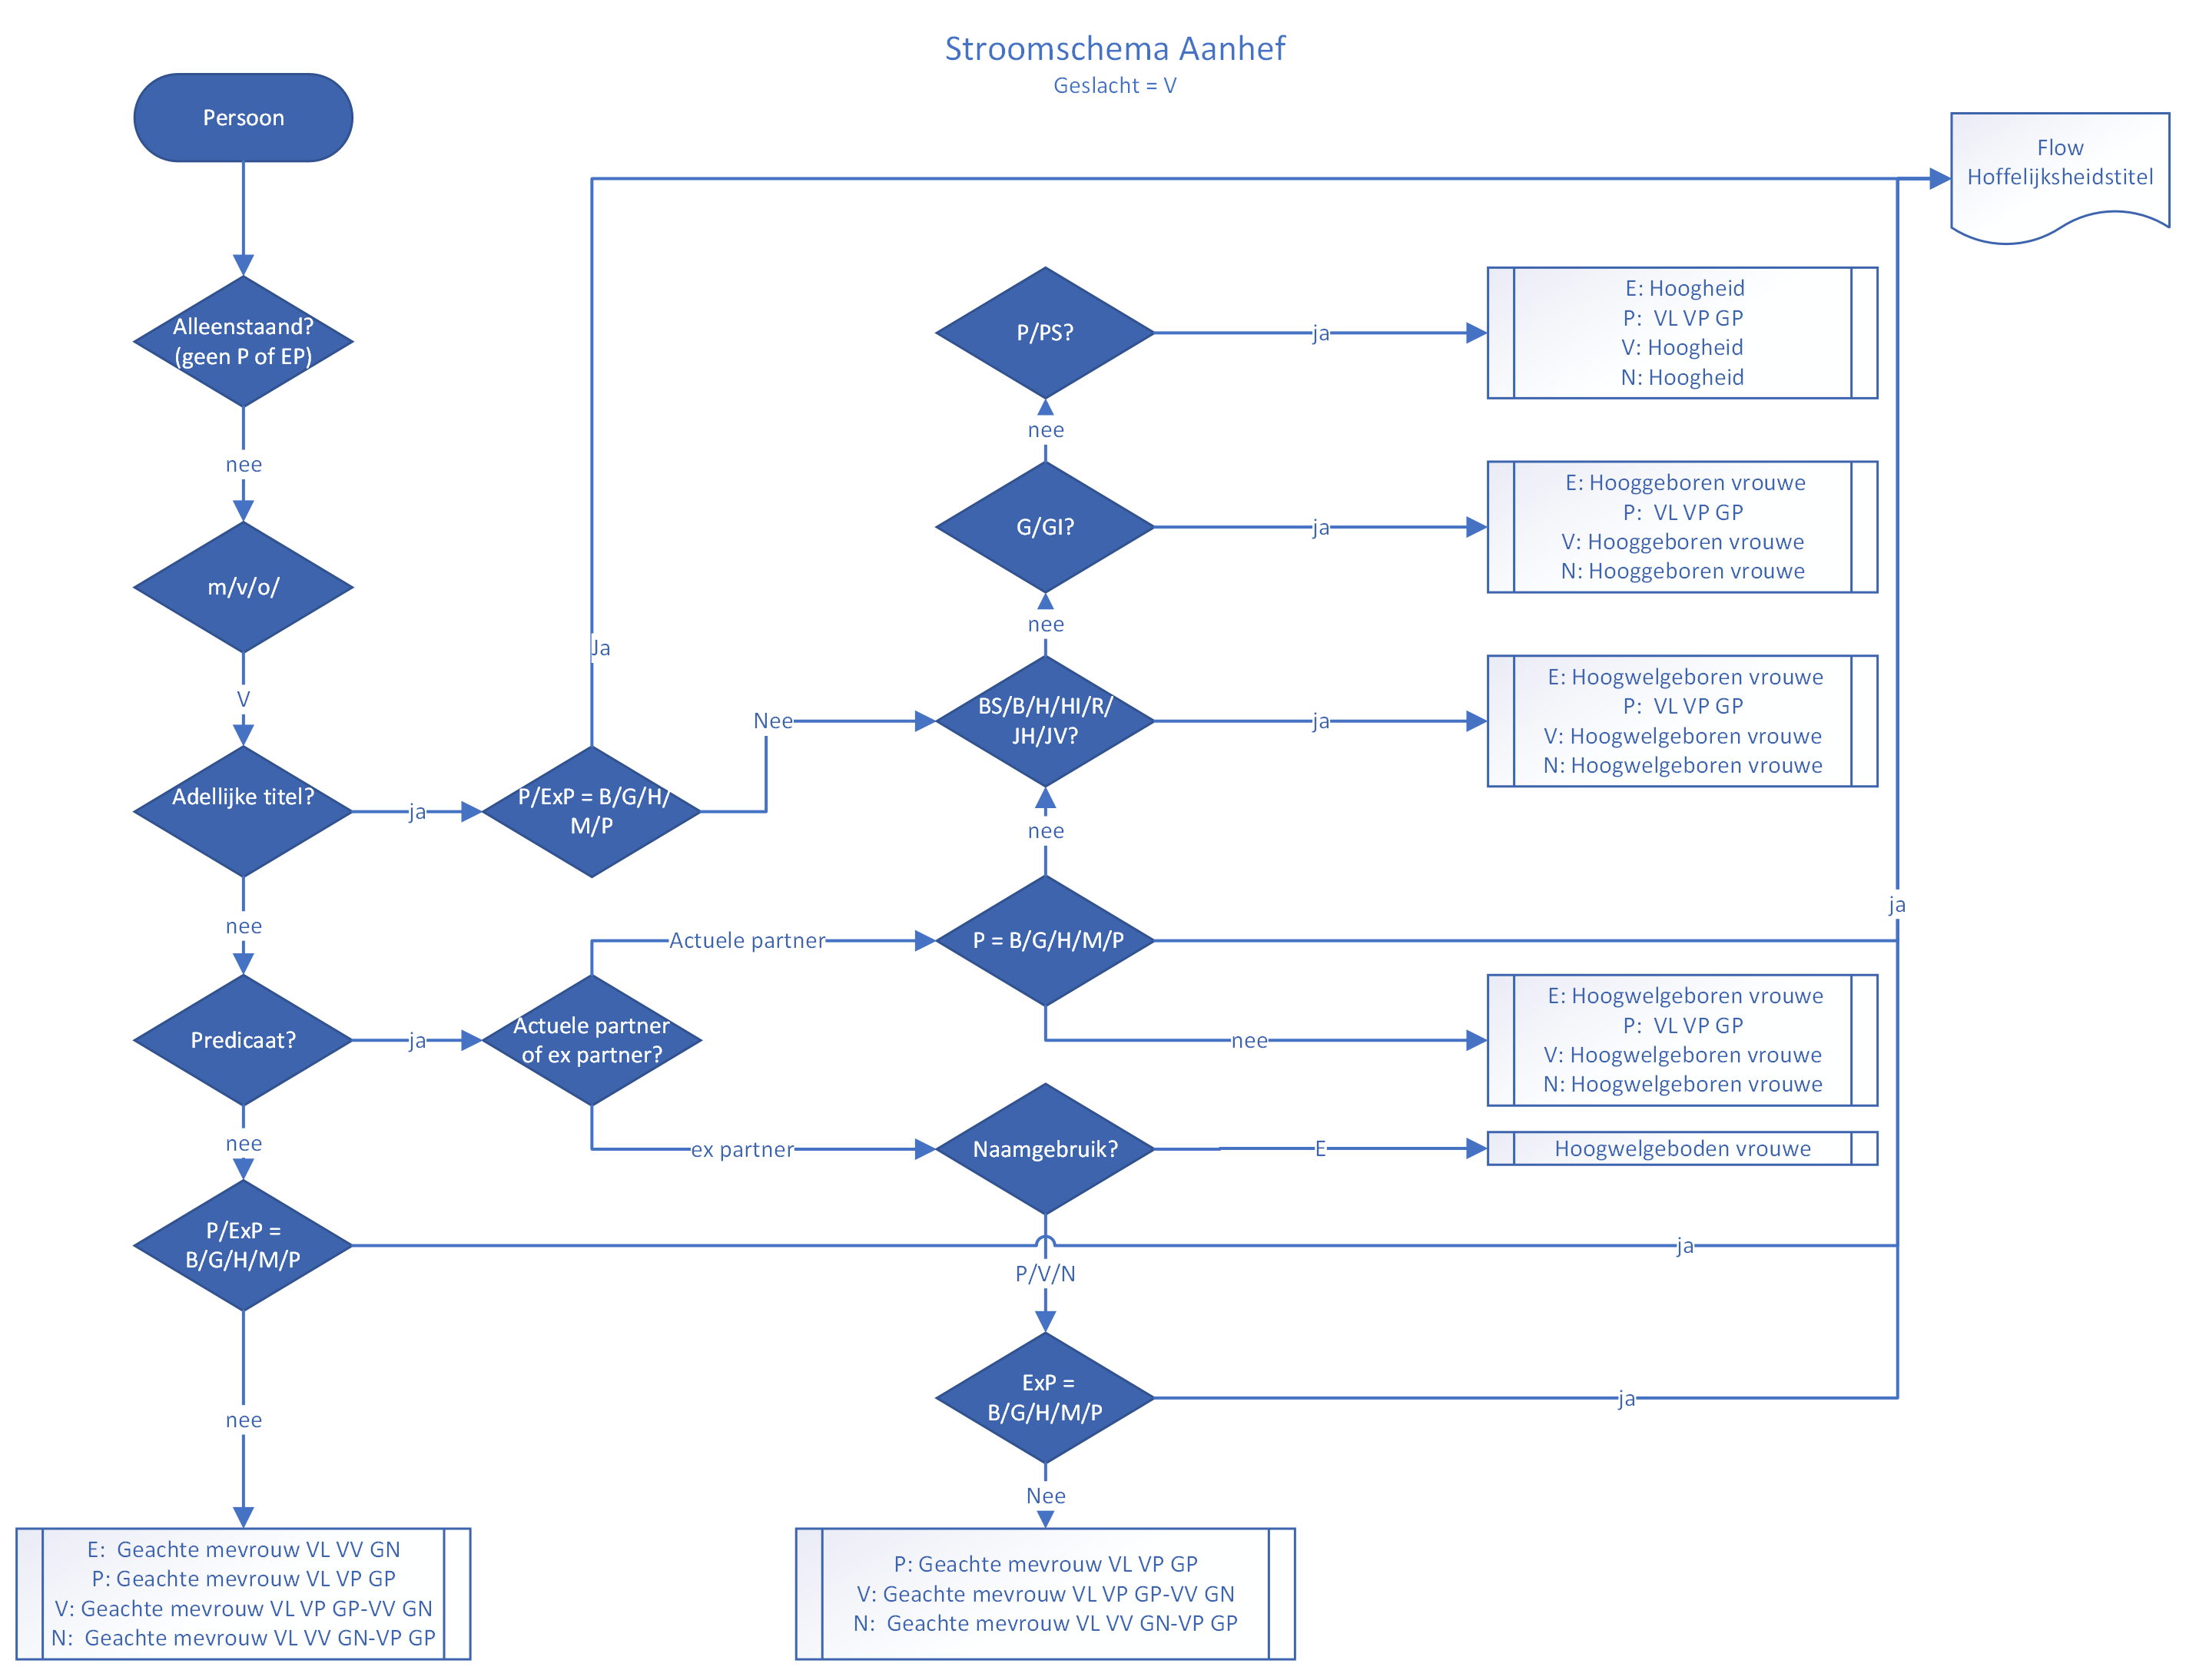 Stroomschema Aanhef
Geslacht = V
Persoon
Flow
Hoffelijksheidstitel
Alleenstaand?
(geen P of EP)
nee
m/v/o/
V
Adellijke titel?
ja
P/ExP = B/G/H/
M/P
Ja
Nee
P/PS?
ja
E: Hoogheid
P:  VL VP GP
V: Hoogheid
N: Hoogheid
nee
G/GI?
ja
E: Hooggeboren vrouwe
P:  VL VP GP
V: Hooggeboren vrouwe
N: Hooggeboren vrouwe
nee
BS/B/H/HI/R/
JH/JV?
ja
E: Hoogwelgeboren vrouwe
P:  VL VP GP
V: Hoogwelgeboren vrouwe
N: Hoogwelgeboren vrouwe
nee
nee
Predicaat?
ja
Actuele partner
of ex partner?
Actuele partner
P = B/G/H/M/P
ja
nee
E: Hoogwelgeboren vrouwe
P:  VL VP GP
V: Hoogwelgeboren vrouwe
N: Hoogwelgeboren vrouwe
ex partner
Naamgebruik?
E
Hoogwelgeboden vrouwe
nee
P/ExP =
B/G/H/M/P
ja
P/V/N
ExP =
B/G/H/M/P
ja
nee
Nee
E:  Geachte mevrouw VL VV GN
P: Geachte mevrouw VL VP GP
V: Geachte mevrouw VL VP GP-VV GN
N:  Geachte mevrouw VL VV GN-VP GP
P: Geachte mevrouw VL VP GP
V: Geachte mevrouw VL VP GP-VV GN
N:  Geachte mevrouw VL VV GN-VP GP